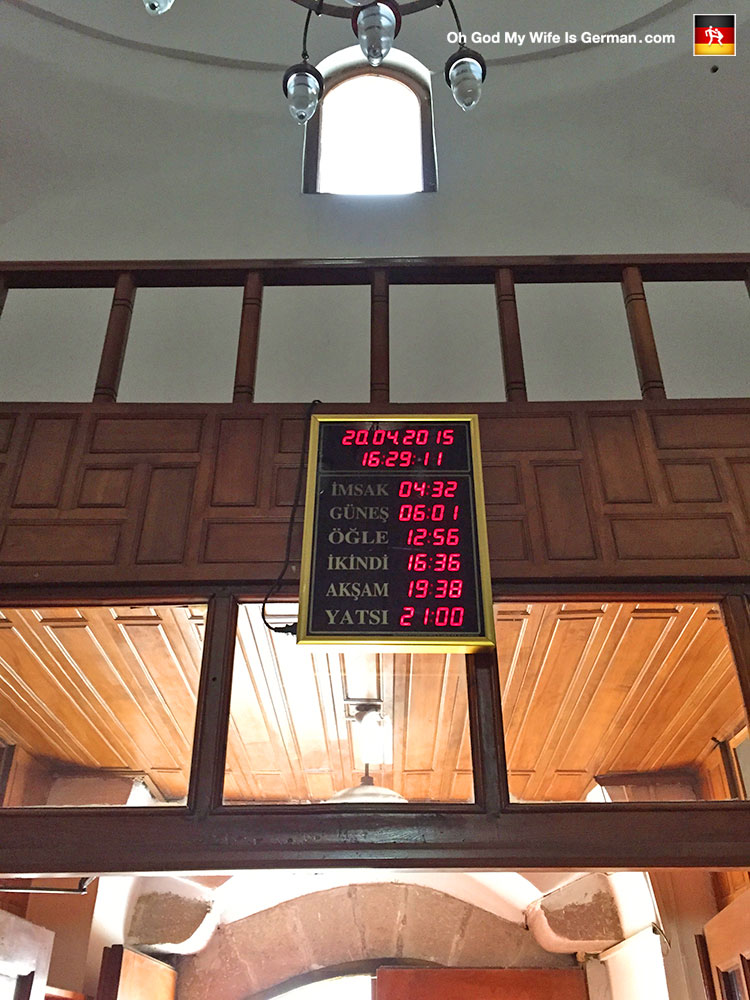 Oh God My Wife Is German.com
20.04.2015
16:29:11
İMSAK 04:32
GÜNEŞ 06:01
ÖĞLE 12:56
İKİNDİ 16:36
AKŞAM 19:38
YATSI 21:00